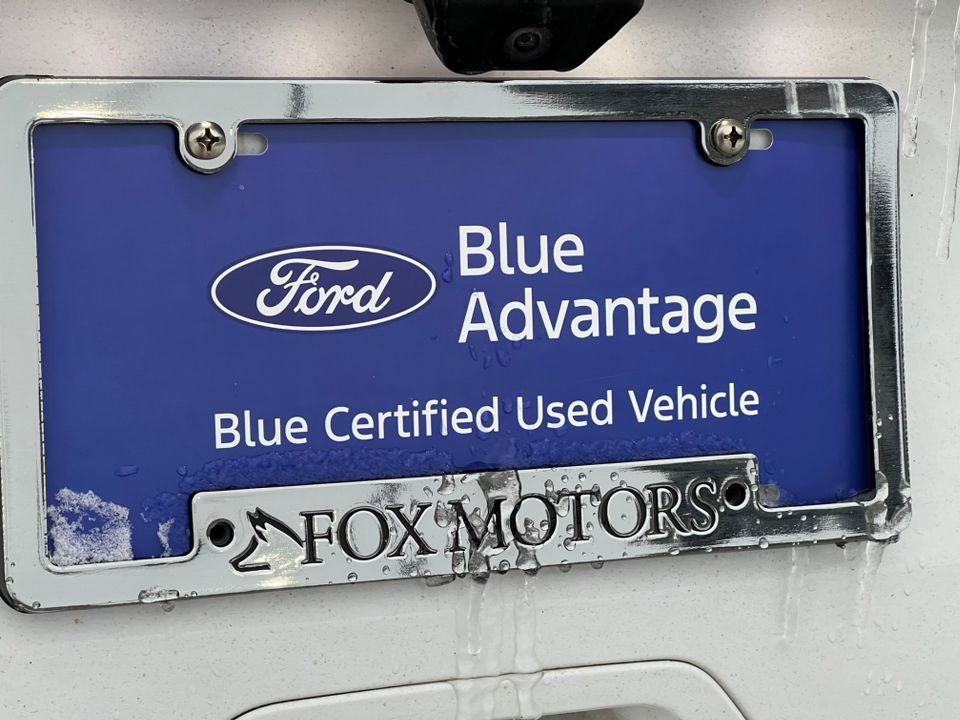 Ford
Blue
Advantage
Blue Certified Used Vehicle
FOX MOTORS